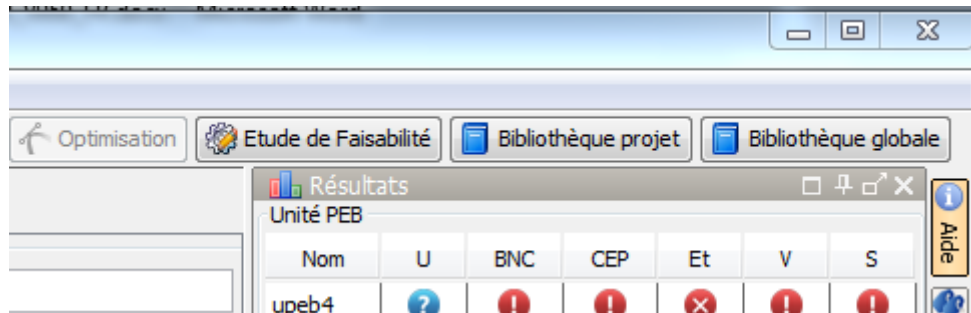 Optimisation Etude de Faisabilité Bibliothèque projet Bibliothèque globale
Résultats
Unité PEB
Aide
Nom U BNC CEP Et V S
upeb4